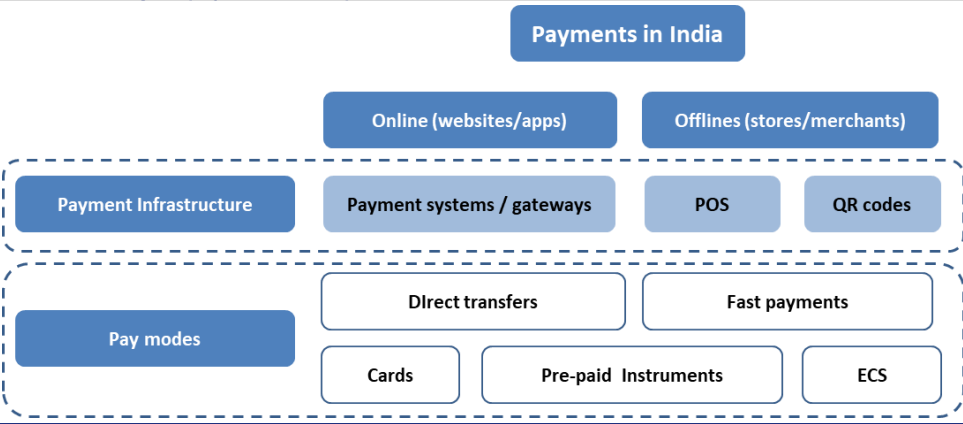 Payments in India
Online (websites/apps)
Offlines (stores/merchants)
Payment Infrastructure
Payment systems / gateways
POS
QR codes
Pay modes
DIrect transfers
Fast payments
Cards
Pre-paid Instruments
ECS